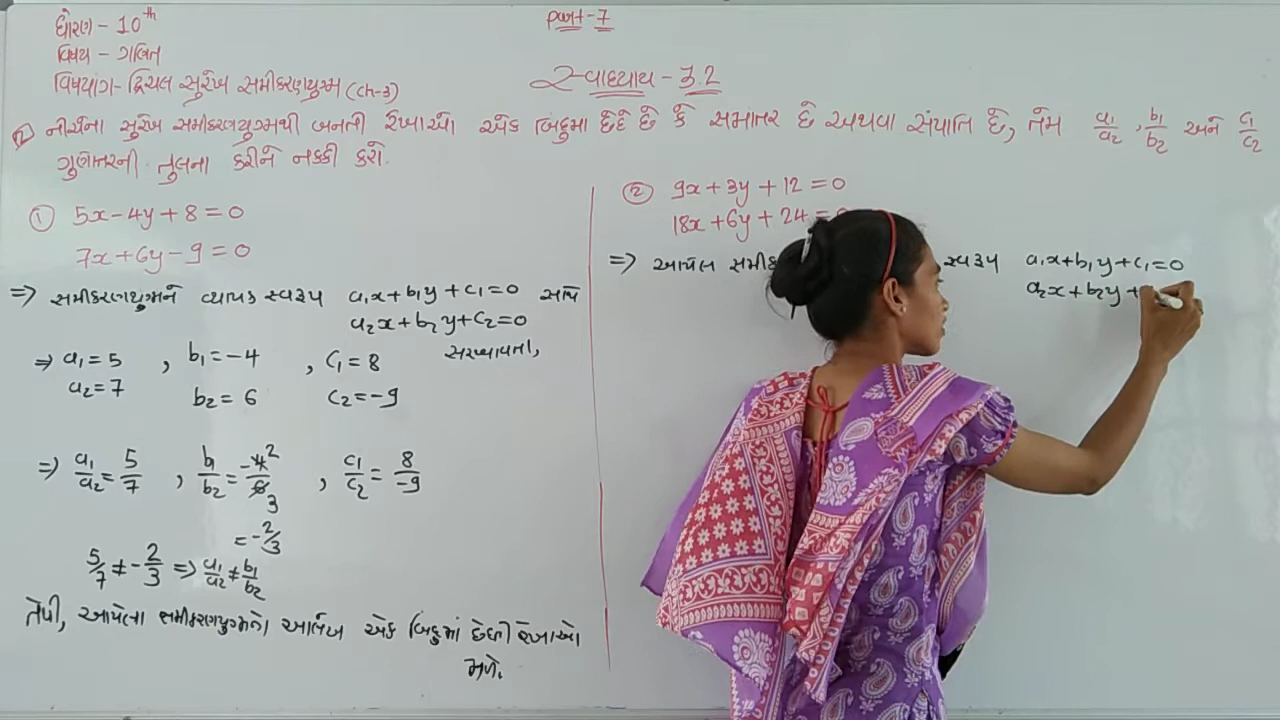 ધોરણ - 10th
વિષય - ગણિત
વિષયાંગ - દ્વિચલ સુરેખ સમીકરણયુગ્મ (ch-3)
Part - 7
સ્વાધ્યાય - 3.2
2 નીચેના સુરેખ સમીકરણયુગ્મથી બનતી રેખાઓ એક બિંદુમાં છેદે છે કે સમાંતર છે અથવા સંપાતિ છે, તેમ a₁/a₂, b₁/b₂ અને c₁/c₂
ગુણોત્તરની તુલના કરીને નક્કી કરો.
① 5x - 4y + 8 = 0
7x + 6y - 9 = 0
⇒ સમીકરણયુગ્મને વ્યાપક સ્વરૂપ a₁x + b₁y + c₁ = 0 સાથે
a₂x + b₂y + c₂ = 0
સરખાવતાં,
⇒ a₁ = 5, b₁ = -4, c₁ = 8
a₂ = 7 b₂ = 6 c₂ = -9
⇒ a₁/a₂ = 5/7, b₁/b₂ = -4/6 2 3, c₁/c₂ = 8/-9
= -2/3
5/7 ≠ -2/3 ⇒ a₁/a₂ ≠ b₁/b₂
તેથી, આપેલા સમીકરણયુગ્મનો આલેખ એક બિંદુમાં છેદતી રેખાઓ
મળે.
② 9x + 3y + 12 = 0
18x + 6y + 24 = 0
⇒ આપેલ સ્વરૂપ a₁x + b₁y + c₁ = 0
a₂x + b₂y +